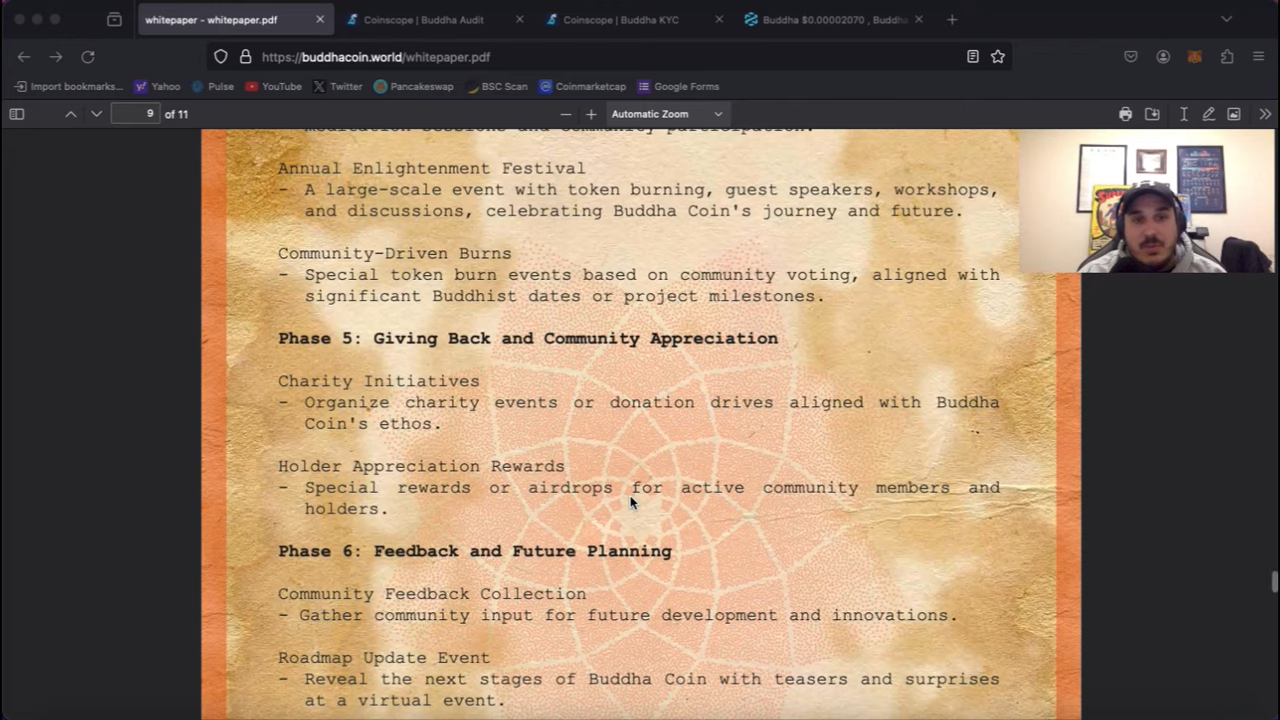 whitepaper - whitepaper.pdf
Coinscope | Buddha Audit
Coinscope | Buddha KYC
Buddha $0.00002070 , Buddha
https://buddhacoin.world/whitepaper.pdf
Import bookmarks...
Yahoo
Pulse
YouTube
Twitter
Pancakeswap
BSC Scan
Coinmarketcap
Google Forms
9 of 11
Automatic Zoom
meditation sessions and community participation.
Annual Enlightenment Festival
- A large-scale event with token burning, guest speakers, workshops,
and discussions, celebrating Buddha Coin's journey and future.
Community-Driven Burns
- Special token burn events based on community voting, aligned with
significant Buddhist dates or project milestones.
Phase 5: Giving Back and Community Appreciation
Charity Initiatives
- Organize charity events or donation drives aligned with Buddha
Coin's ethos.
Holder Appreciation Rewards
- Special rewards or airdrops for active community members and
holders.
Phase 6: Feedback and Future Planning
Community Feedback Collection
- Gather community input for future development and innovations.
Roadmap Update Event
- Reveal the next stages of Buddha Coin with teasers and surprises
at a virtual event.